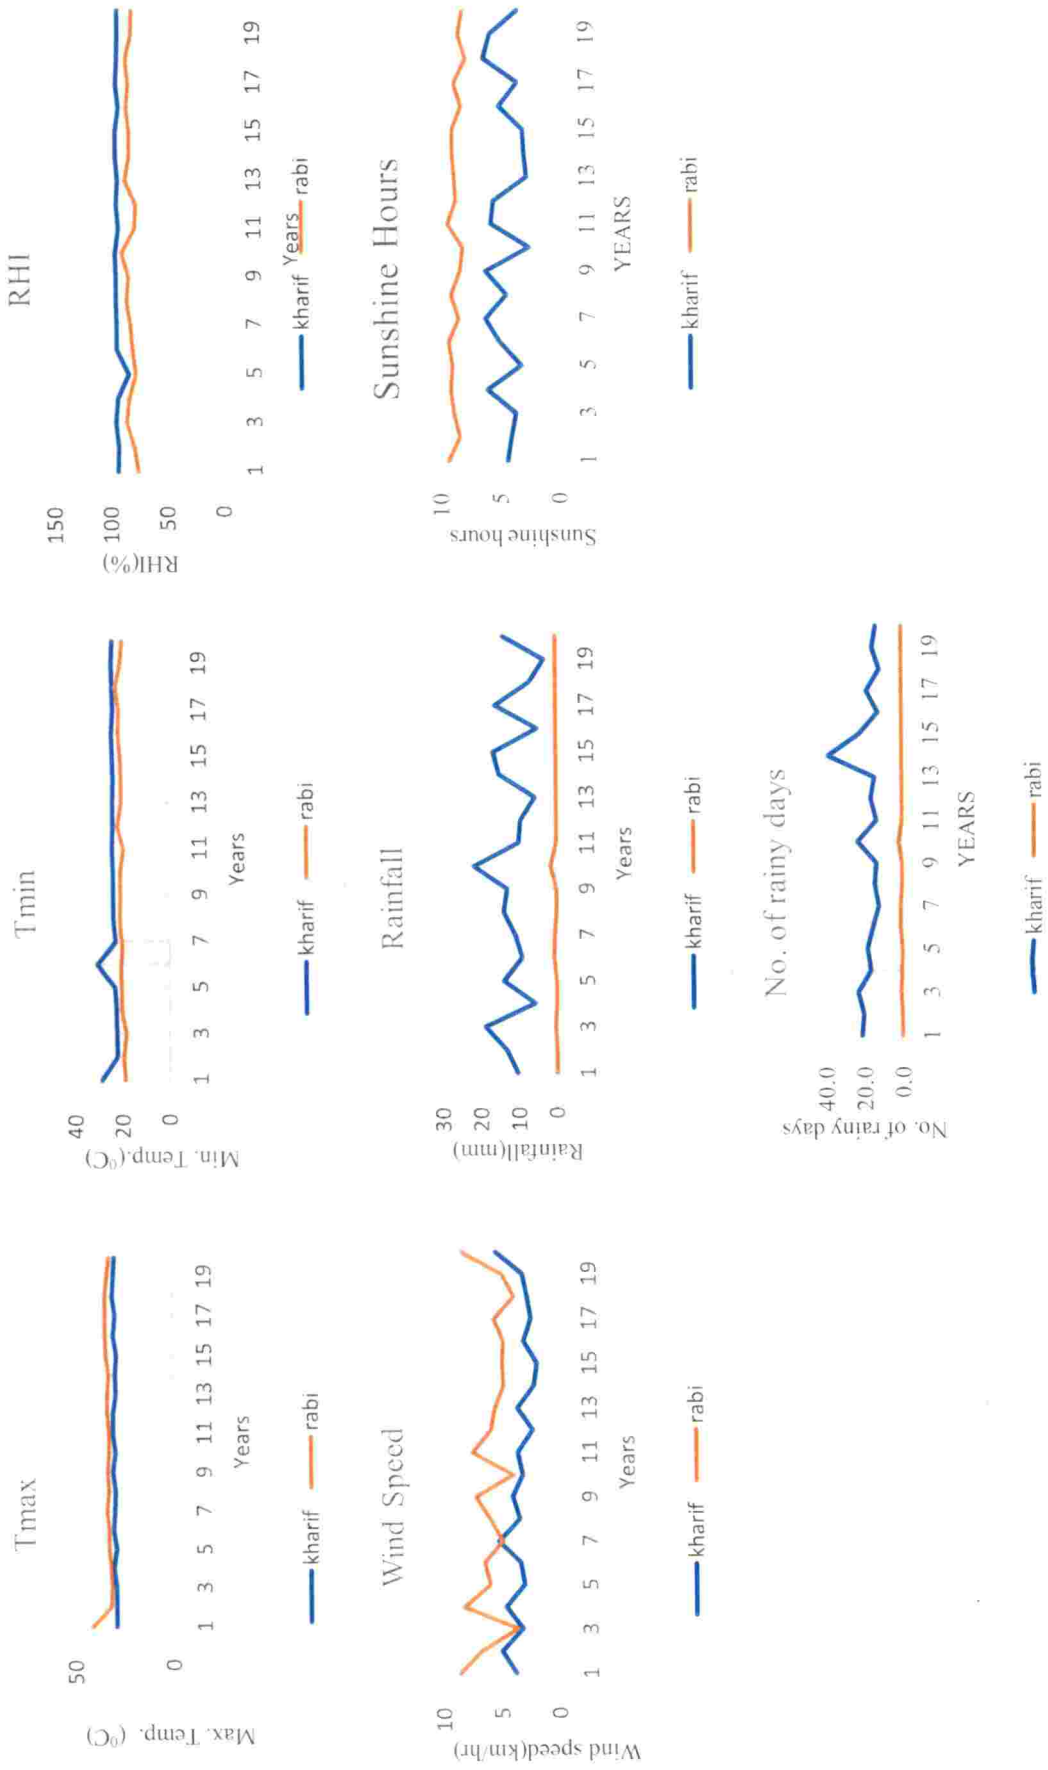 Tmax
Max. Temp. (⁰C)
50
0
1 3 5 7 9 11 13 15 17 19
Years
kharif rabi
Tmin
Min. Temp.(⁰C)
40
20
0
1 3 5 7 9 11 13 15 17 19
Years
kharif rabi
RHI
RHI(%)
150
100
50
0
1 3 5 7 9 11 13 15 17 19
Years
kharif rabi
Wind Speed
Wind speed(km/hr)
10
5
0
1 3 5 7 9 11 13 15 17 19
Years
kharif rabi
Rainfall
Rainfall(mm)
30
20
10
0
1 3 5 7 9 11 13 15 17 19
Years
kharif rabi
Sunshine Hours
Sunshine hours
10
5
0
1 3 5 7 9 11 13 15 17 19
YEARS
kharif rabi
No. of rainy days
No. of rainy days
40.0
20.0
0.0
1 3 5 7 9 11 13 15 17 19
YEARS
kharif rabi